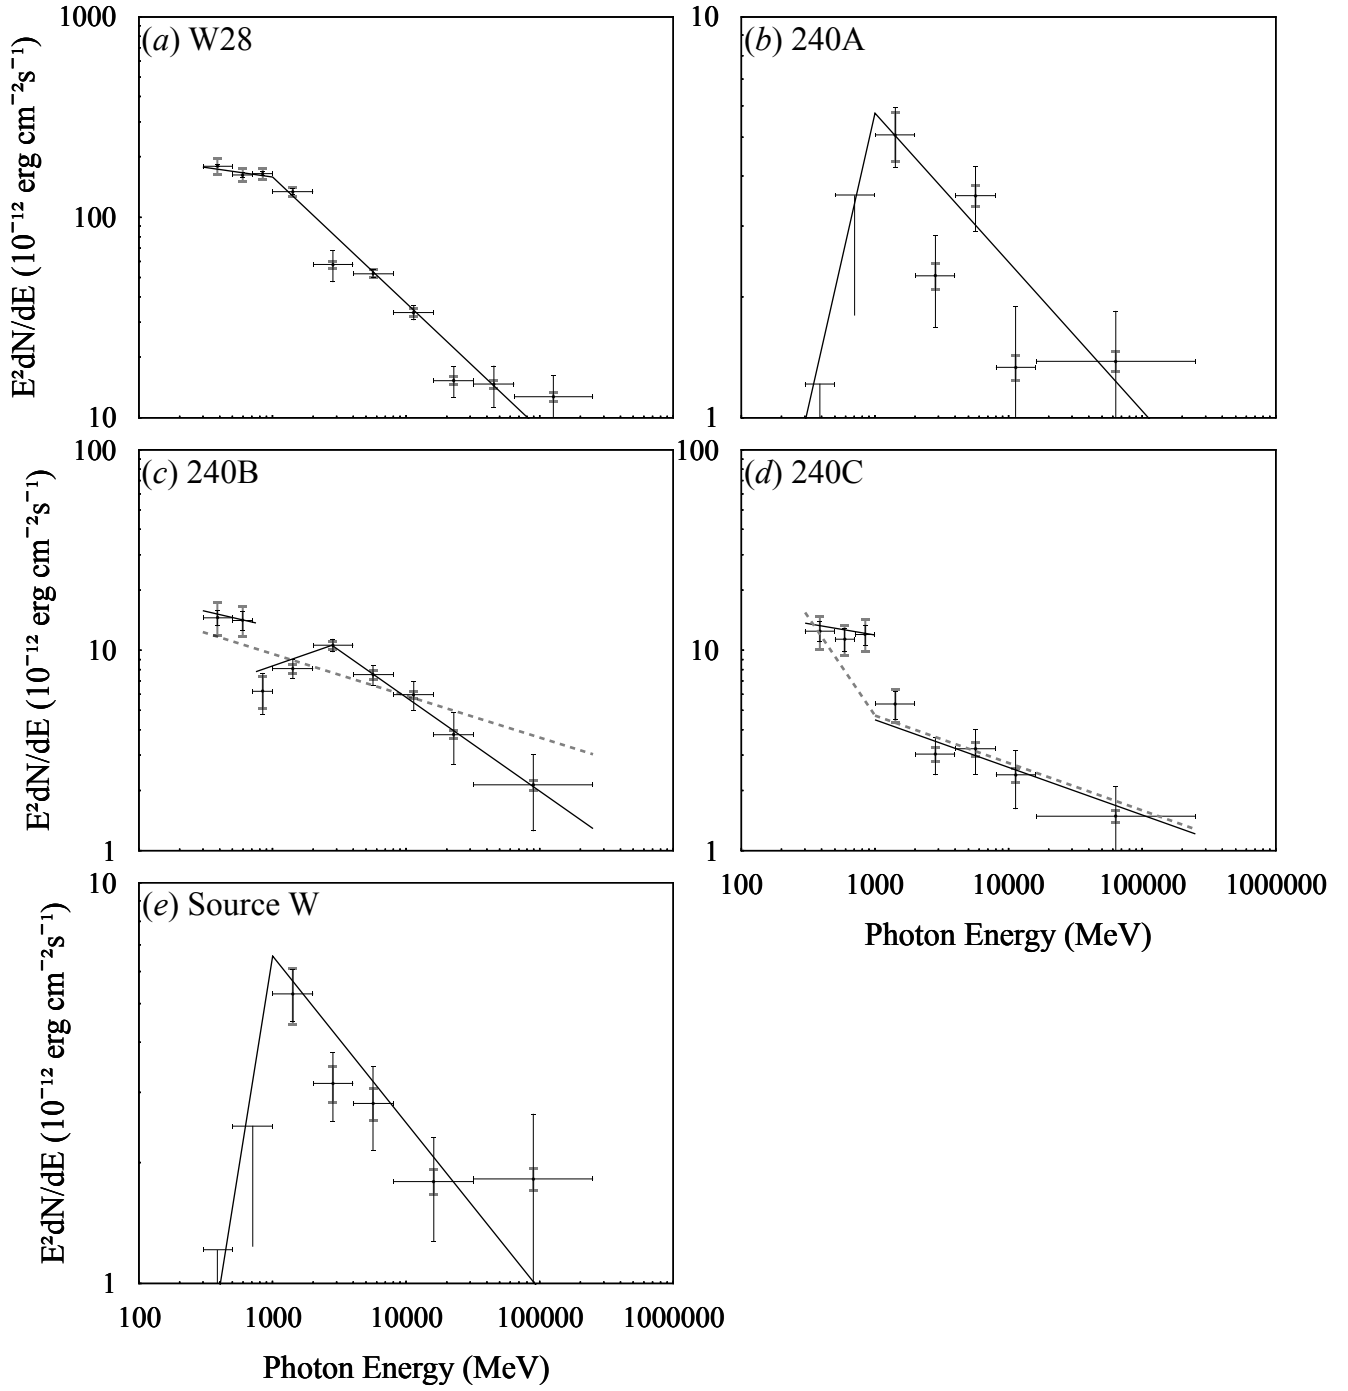 1000
(a) W28
100
10
E²dN/dE (10⁻¹² erg cm⁻²s⁻¹)
10
(b) 240A
1
100
(c) 240B
10
1
E²dN/dE (10⁻¹² erg cm⁻²s⁻¹)
100
(d) 240C
10
1
100 1000 10000 100000 1000000
Photon Energy (MeV)
10
(e) Source W
1
E²dN/dE (10⁻¹² erg cm⁻²s⁻¹)
100 1000 10000 100000 1000000
Photon Energy (MeV)